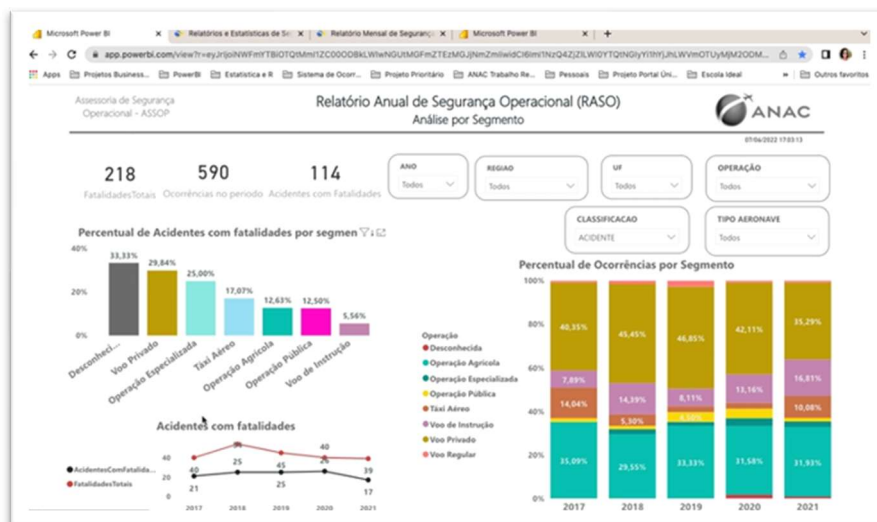 Microsoft Power BI
Relatórios e Estatísticas de Se
Relatório Mensal de Segurança
Microsoft Power BI
app.powerbi.com/view?r=
Apps
Projetos Business...
PowerBI
Estatística e R
Sistema de Ocorr...
Projeto Prioritário
ANAC Trabalho Re...
Pessoais
Projeto Portal Úni...
Escola Ideal
»
Outros favoritos
Assessoria de Segurança
Operacional - ASSOP
Relatório Anual de Segurança Operacional (RASO)
Análise por Segmento
ANAC
07/06/2022 17:03:13
218
FatalidadesTotais
590
Ocorrências no periodo
114
Acidentes com Fatalidades
ANO
Todos
REGIAO
Todos
UF
Todos
OPERAÇÃO
Todos
CLASSIFICACAO
ACIDENTE
TIPO AERONAVE
Todos
Percentual de Acidentes com fatalidades por segmen
40%
20%
0%
33,33%
29,84%
25,00%
17,07%
12,63%
12,50%
5,56%
Desconheci...
Voo Privado
Operação Especializada
Táxi Aéreo
Operação Agrícola
Operação Pública
Voo de Instrução
Acidentes com fatalidades
AcidentesComFatalida...
FatalidadesTotais
40
20
0
40
45
40
39
21
25
25
17
2017
2018
2019
2020
2021
Percentual de Ocorrências por Segmento
Operação
Desconhecida
Operação Agrícola
Operação Especializada
Operação Pública
Táxi Aéreo
Voo de Instrução
Voo Privado
Voo Regular
100%
80%
60%
40%
20%
0%
40,35%
45,45%
46,85%
42,11%
35,29%
7,89%
14,39%
8,11%
13,16%
16,81%
14,04%
5,30%
10,08%
35,09%
29,55%
33,33%
31,58%
31,93%
2017
2018
2019
2020
2021